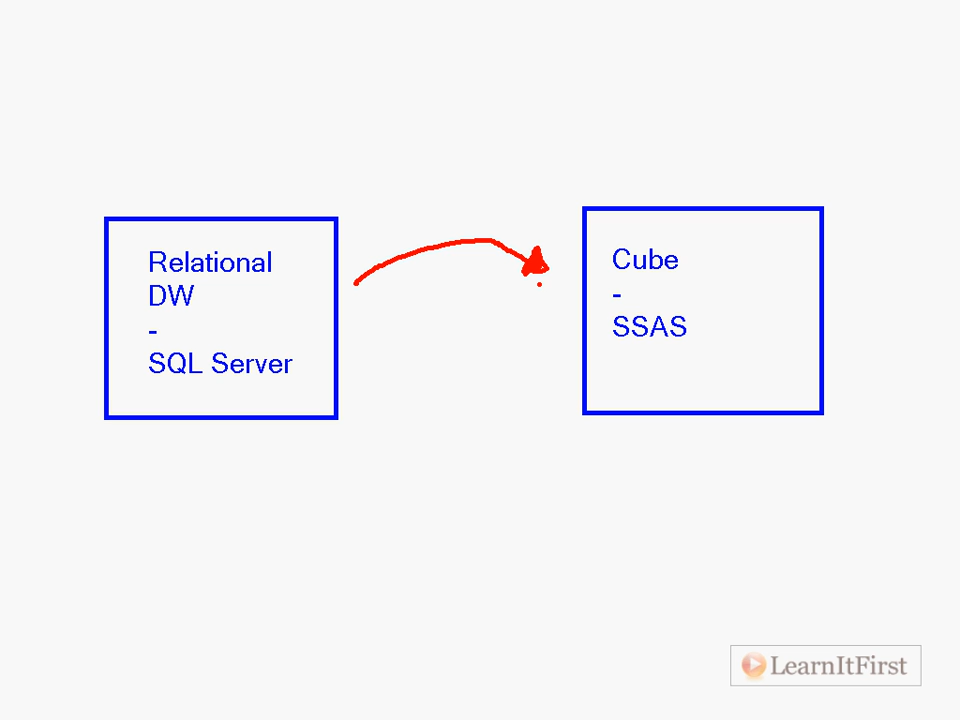 Relational
DW
-
SQL Server
Cube
-
SSAS
LearnItFirst